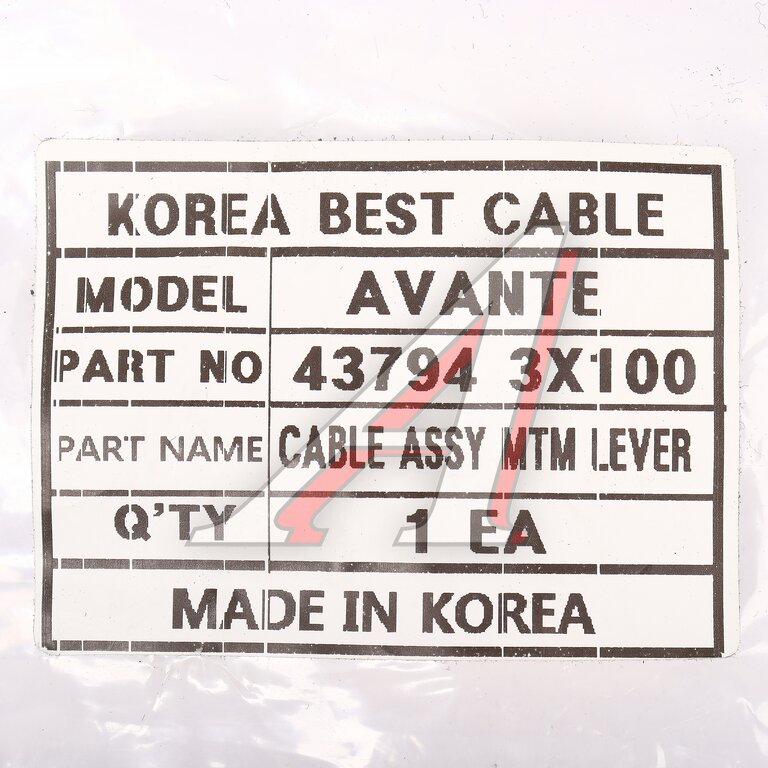 KOREA BEST CABLE
MODEL AVANTE
PART NO 43794 3X100
PART NAME CABLE ASSY MTM LEVER
Q'TY 1 EA
MADE IN KOREA